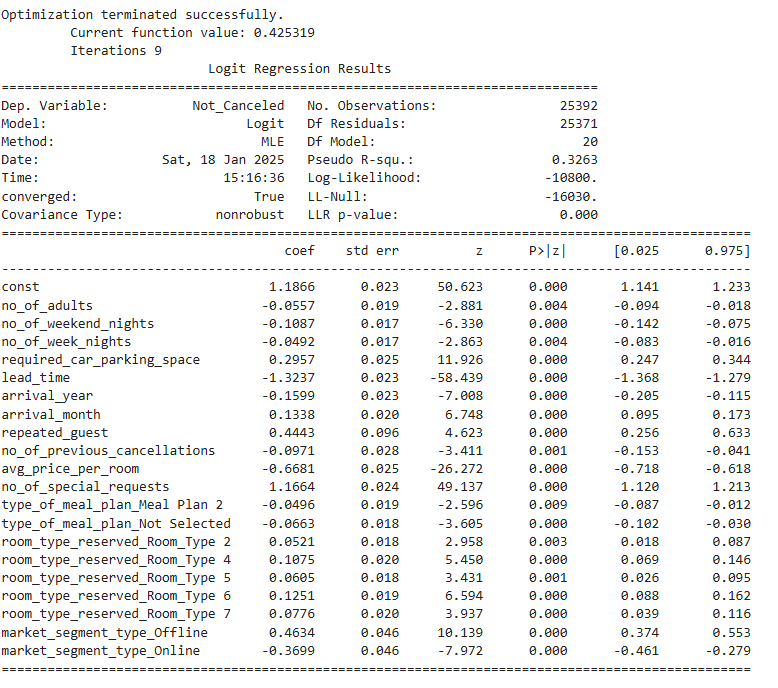 Optimization terminated successfully.
         Current function value: 0.425319
         Iterations 9
                           Logit Regression Results
==============================================================================
Dep. Variable:           Not_Canceled   No. Observations:                25392
Model:                          Logit   Df Residuals:                    25371
Method:                           MLE   Df Model:                           20
Date:                Sat, 18 Jan 2025   Pseudo R-squ.:                  0.3263
Time:                        15:16:36   Log-Likelihood:                -10800.
converged:                       True   LL-Null:                       -16030.
Covariance Type:            nonrobust   LLR p-value:                     0.000
==================================================================================================
                                     coef    std err          z      P>|z|      [0.025      0.975]
--------------------------------------------------------------------------------------------------
const                              1.1866      0.023     50.623      0.000       1.141       1.233
no_of_adults                      -0.0557      0.019     -2.881      0.004      -0.094      -0.018
no_of_weekend_nights              -0.1087      0.017     -6.330      0.000      -0.142      -0.075
no_of_week_nights                 -0.0492      0.017     -2.863      0.004      -0.083      -0.016
required_car_parking_space         0.2957      0.025     11.926      0.000       0.247       0.344
lead_time                         -1.3237      0.023    -58.439      0.000      -1.368      -1.279
arrival_year                      -0.1599      0.023     -7.008      0.000      -0.205      -0.115
arrival_month                      0.1338      0.020      6.748      0.000       0.095       0.173
repeated_guest                     0.4443      0.096      4.623      0.000       0.256       0.633
no_of_previous_cancellations      -0.0971      0.028     -3.411      0.001      -0.153      -0.041
avg_price_per_room                -0.6681      0.025    -26.272      0.000      -0.718      -0.618
no_of_special_requests             1.1664      0.024     49.137      0.000       1.120       1.213
type_of_meal_plan_Meal Plan 2     -0.0496      0.019     -2.596      0.009      -0.087      -0.012
type_of_meal_plan_Not Selected    -0.0663      0.018     -3.605      0.000      -0.102      -0.030
room_type_reserved_Room_Type 2     0.0521      0.018      2.958      0.003       0.018       0.087
room_type_reserved_Room_Type 4     0.1075      0.020      5.450      0.000       0.069       0.146
room_type_reserved_Room_Type 5     0.0605      0.018      3.431      0.001       0.026       0.095
room_type_reserved_Room_Type 6     0.1251      0.019      6.594      0.000       0.088       0.162
room_type_reserved_Room_Type 7     0.0776      0.020      3.937      0.000       0.039       0.116
market_segment_type_Offline        0.4634      0.046     10.139      0.000       0.374       0.553
market_segment_type_Online        -0.3699      0.046     -7.972      0.000      -0.461      -0.279
==================================================================================================